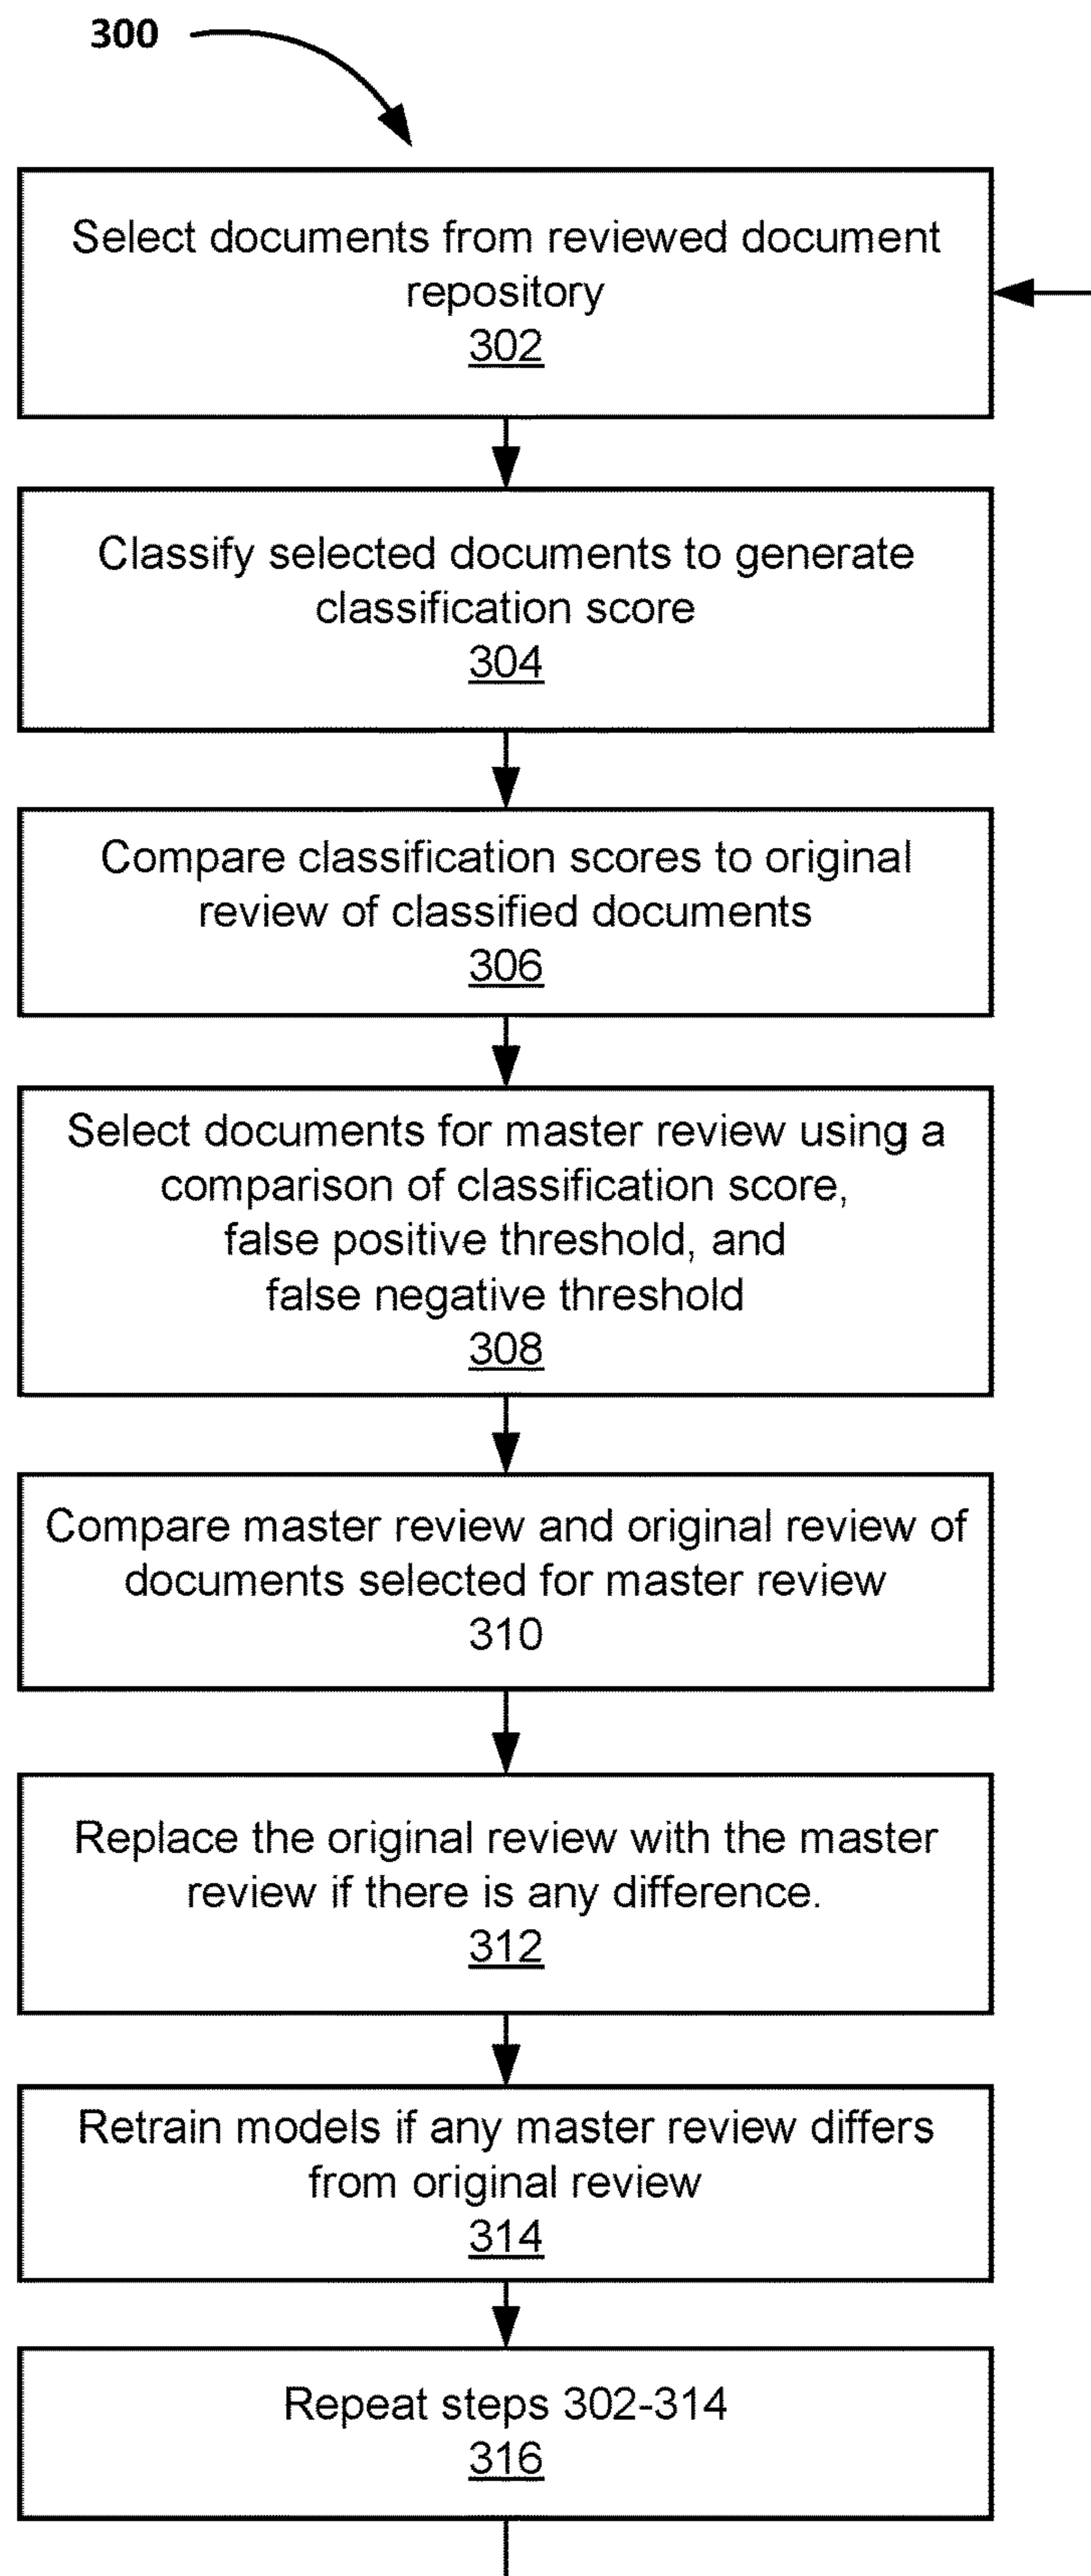 300
Select documents from reviewed document
repository
302
Classify selected documents to generate
classification score
304
Compare classification scores to original
review of classified documents
306
Select documents for master review using a
comparison of classification score,
false positive threshold, and
false negative threshold
308
Compare master review and original review of
documents selected for master review
310
Replace the original review with the master
review if there is any difference.
312
Retrain models if any master review differs
from original review
314
Repeat steps 302-314
316